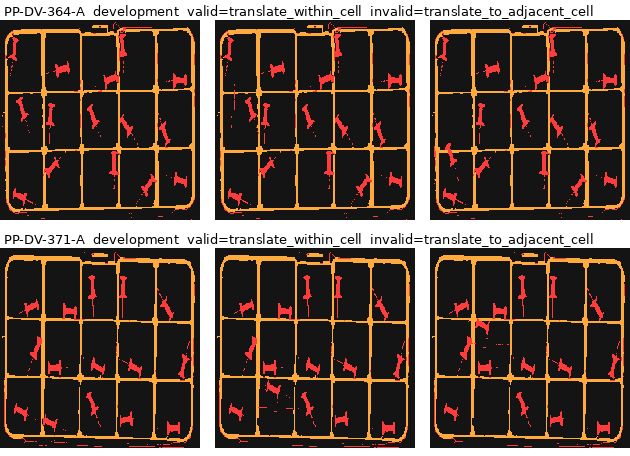 PP-DV-364-A  development  valid=translate_within_cell  invalid=translate_to_adjacent_cell
PP-DV-371-A  development  valid=translate_within_cell  invalid=translate_to_adjacent_cell